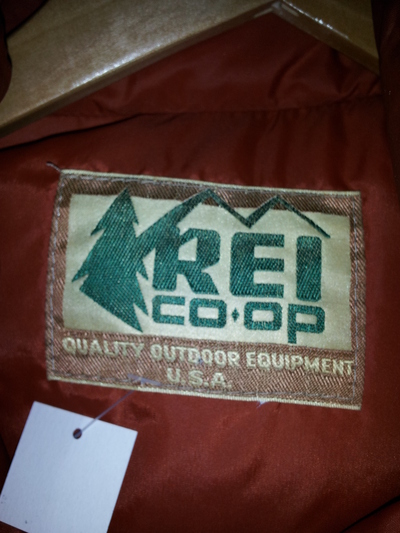 REI
CO·OP
QUALITY OUTDOOR EQUIPMENT
U.S.A.